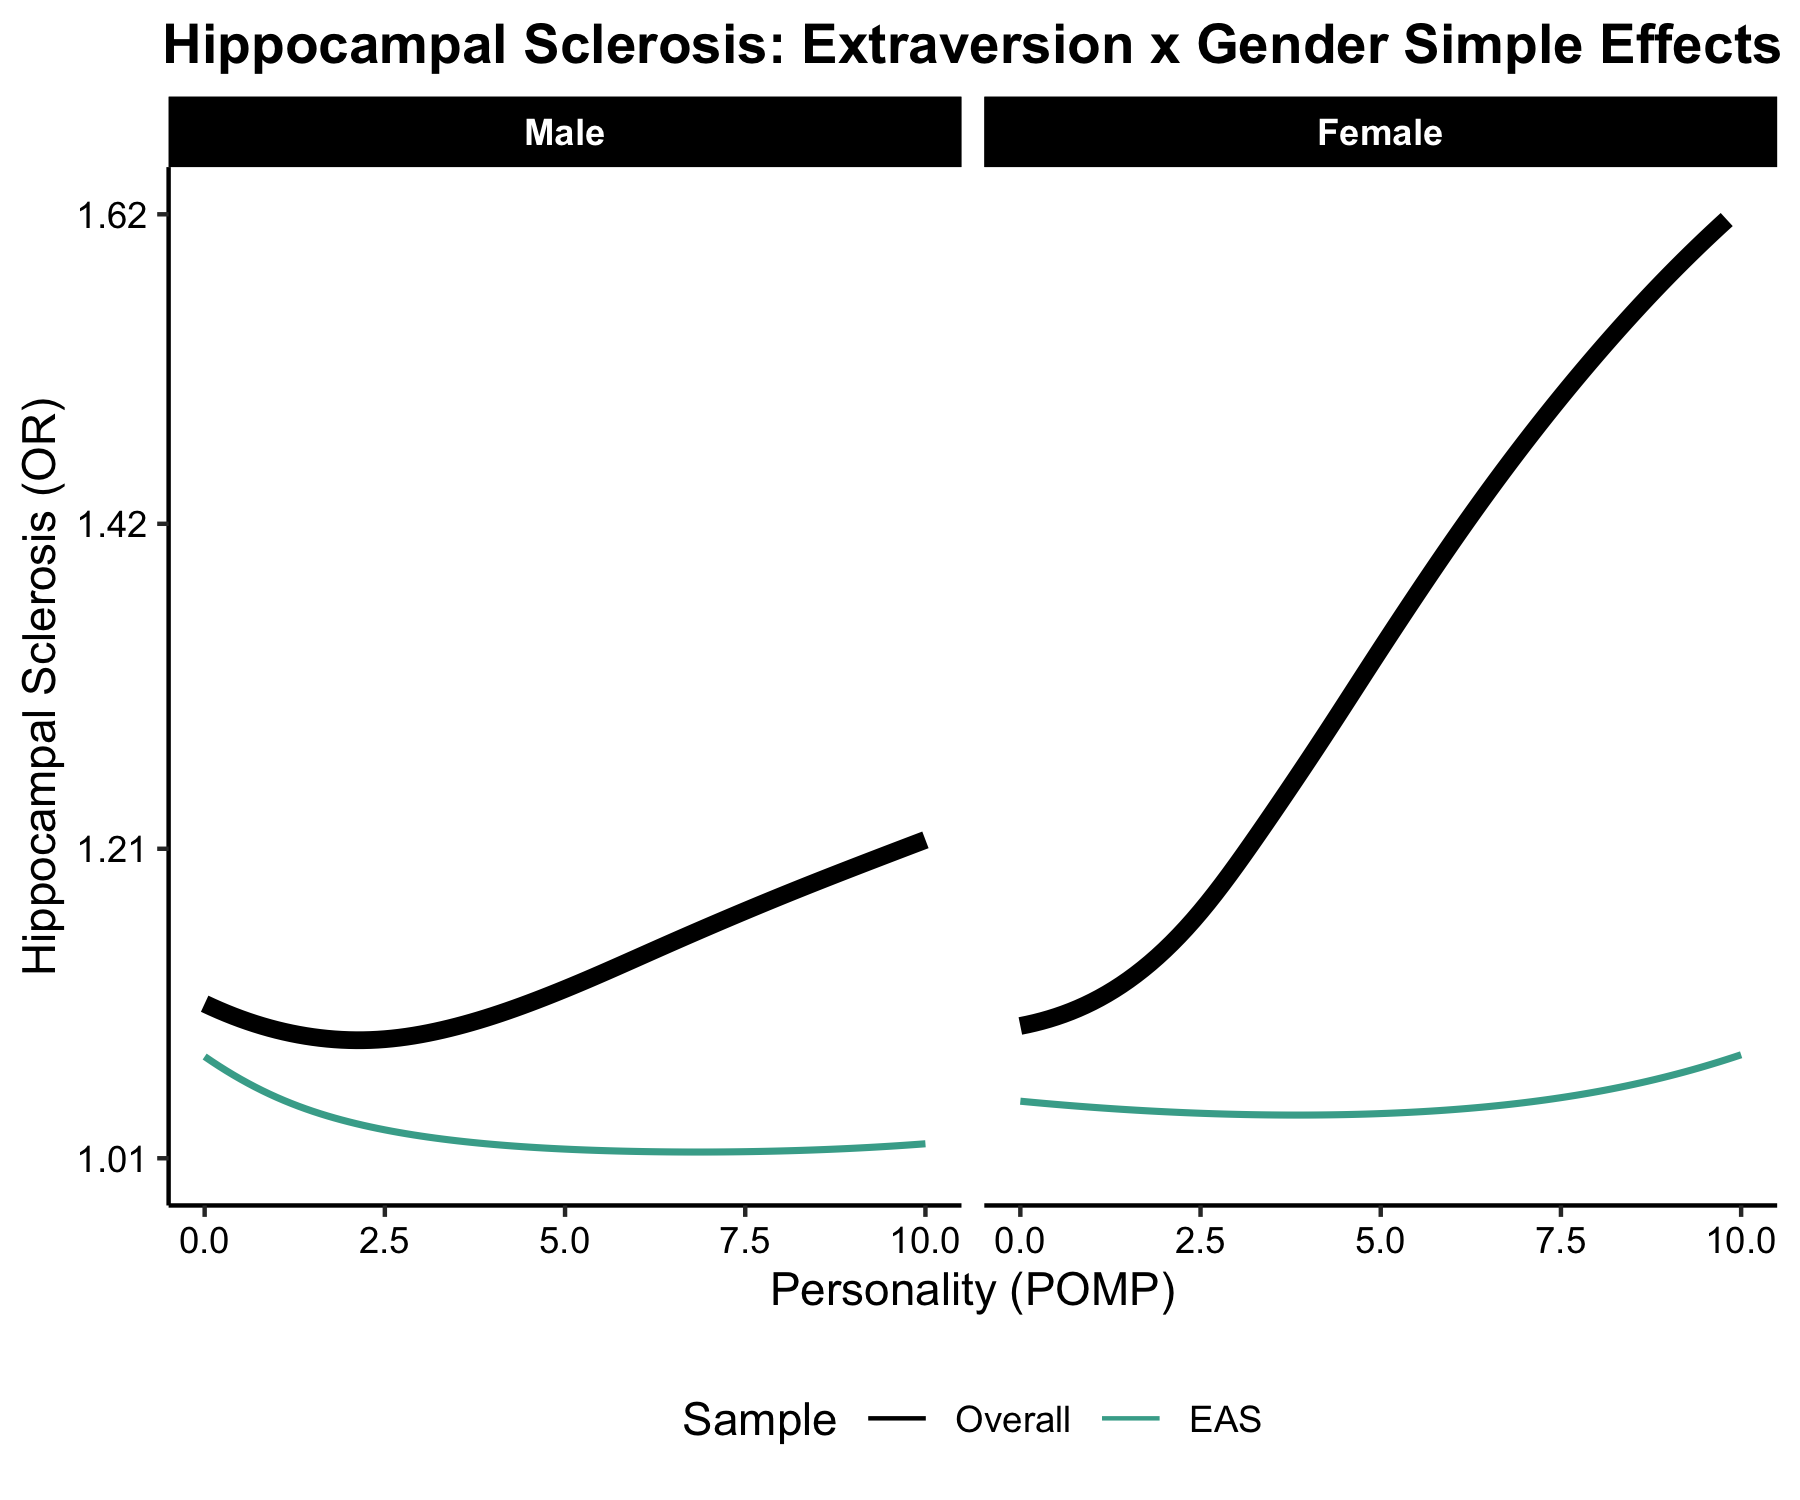 Hippocampal Sclerosis: Extraversion x Gender Simple Effects
Male
Female
Hippocampal Sclerosis (OR)
1.62
1.42
1.21
1.01
0.0 2.5 5.0 7.5 10.0
0.0 2.5 5.0 7.5 10.0
Personality (POMP)
Sample Overall EAS